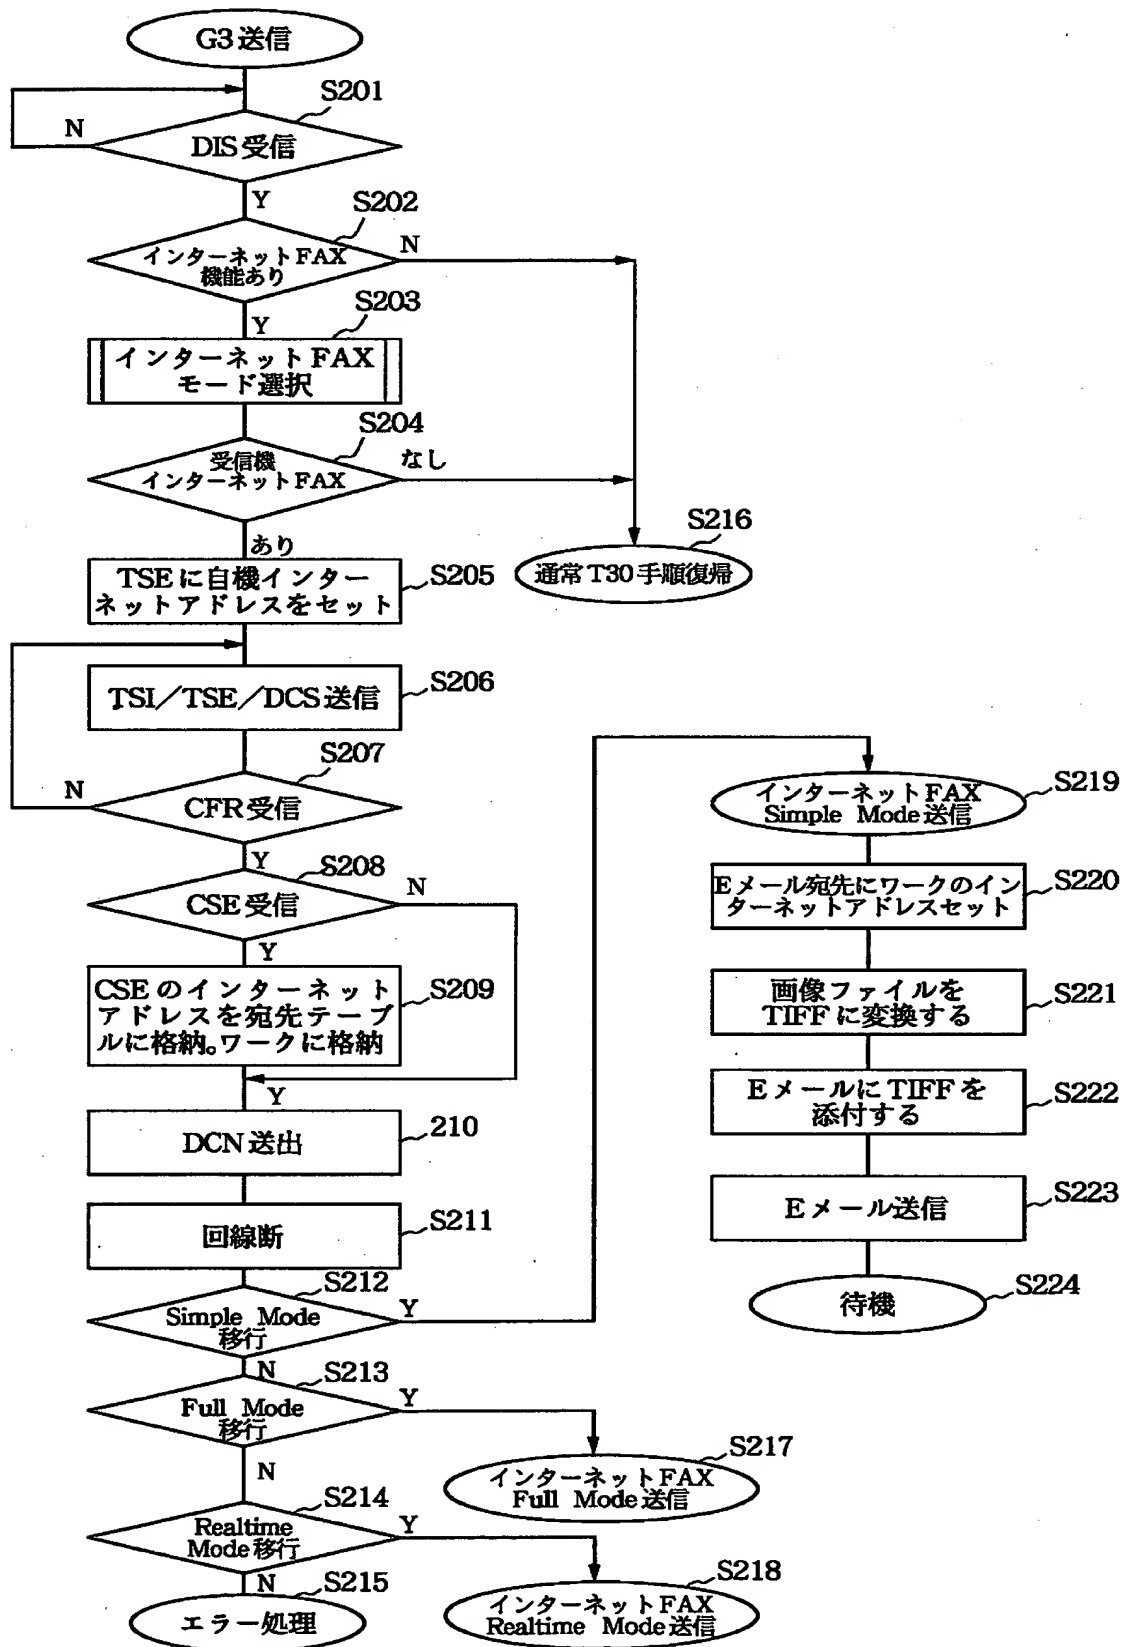 G3送信
S201
N
DIS受信
Y
S202
インターネットFAX
機能あり
N
S203
Y
インターネットFAX
モード選択
S204
受信機
インターネットFAX
なし
あり
S216
通常T30手順復帰
TSEに自機インター
ネットアドレスをセット
S205
TSI/TSE/DCS送信
S206
S207
N
CFR受信
Y
S208
N
CSE受信
Y
CSEのインターネット
アドレスを宛先テーブ
ルに格納。ワークに格納
S209
Y
DCN送出
210
回線断
S211
S212
Simple Mode
移行
Y
N
S213
Full Mode
移行
Y
N
S214
Realtime
Mode移行
Y
N
S215
エラー処理
S217
インターネットFAX
Full Mode送信
S218
インターネットFAX
Realtime Mode送信
S219
インターネットFAX
Simple Mode送信
Eメール宛先にワークのイン
ターネットアドレスセット
S220
画像ファイルを
TIFFに変換する
S221
EメールにTIFFを
添付する
S222
Eメール送信
S223
待機
S224